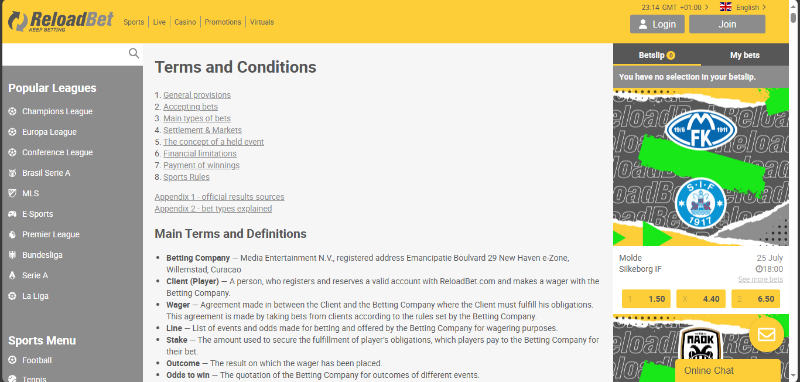 ReloadBet
KEEP BETTING
Sports
Live
Casino
Promotions
Virtuals
23:14 GMT +01:00
English
Login
Join
Popular Leagues
Champions League
Europa League
Conference League
Brasil Serie A
MLS
E-Sports
Premier League
Bundesliga
Serie A
La Liga
Sports Menu
Football
Tennis
Terms and Conditions
1. General provisions
2. Accepting bets
3. Main types of bets
4. Settlement & Markets
5. The concept of a held event
6. Financial limitations
7. Payment of winnings
8. Sports Rules
Appendix 1 - official results sources
Appendix 2 - bet types explained
Main Terms and Definitions
• Betting Company — Media Entertainment N.V., registered address Emancipatie Boulvard 29 New Haven e-Zone,
Willemstad, Curacao
• Client (Player) — A person, who registers and reserves a valid account with ReloadBet.com and makes a wager with the
Betting Company.
• Wager — Agreement made in between the Client and the Betting Company where the Client must fulfill his obligations.
This agreement is made by taking bets from clients according to the rules set by the Betting Company.
• Line — List of events and odds made for betting and offered by the Betting Company for wagering purposes.
• Stake — The amount used to secure the fulfillment of player's obligations, which players pay to the Betting Company for
their bet.
• Outcome — The result on which the wager has been placed.
• Odds to win — The quotation of the Betting Company for outcomes of different events.
Betslip 0
My bets
You have no selection in your betslip.
ReloadBet
M
1911 FK 1911
S.I.F
1917
Molde
25 July
Silkeborg IF
18:00
See more bets
1 1.50
X 4.40
2 6.50
ΠΑΟΚ
Online Chat